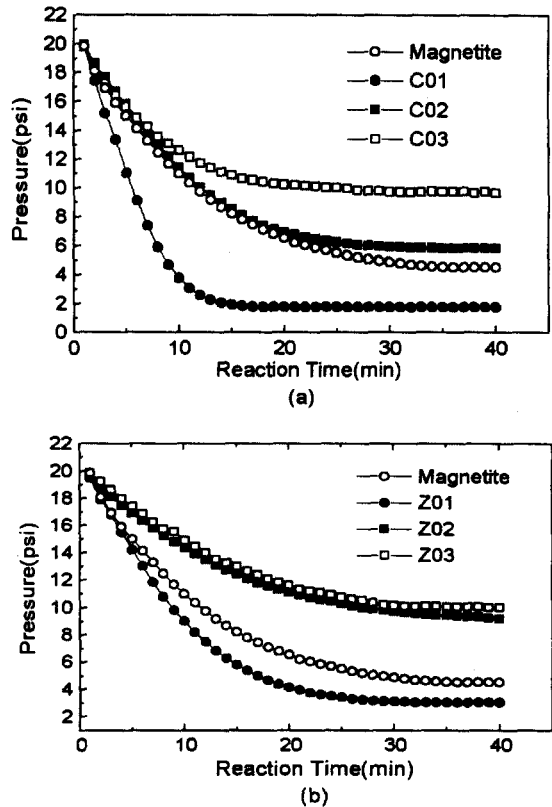 22
20
18
16
14
12
10
8
6
4
2
0
Pressure(psi)
Magnetite
C01
C02
C03
0 10 20 30 40
Reaction Time(min)
(a)
22
20
18
16
14
12
10
8
6
4
2
Pressure(psi)
Magnetite
Z01
Z02
Z03
0 10 20 30 40
Reaction Time(min)
(b)